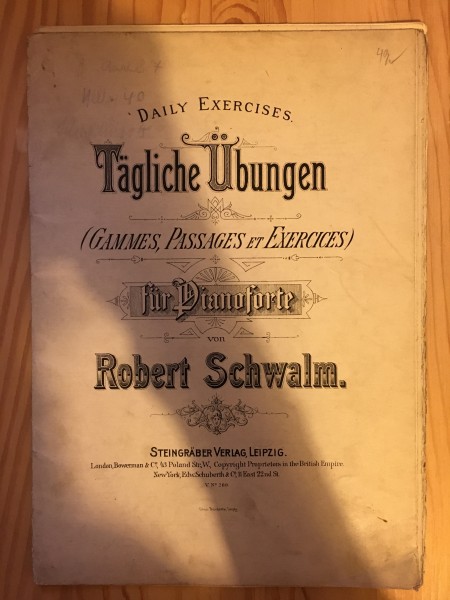 49
DAILY EXERCISES.
Tägliche Übungen
(GAMMES, PASSAGES ET EXERCICES)
für Pianoforte
von
Robert Schwalm.
STEINGRÄBER VERLAG, LEIPZIG.
London, Bowerman & Co., 43 Poland Str., W., Copyright Proprietors in the British Empire.
New York, Edw. Schuberth & Co., 11 East 22nd St.